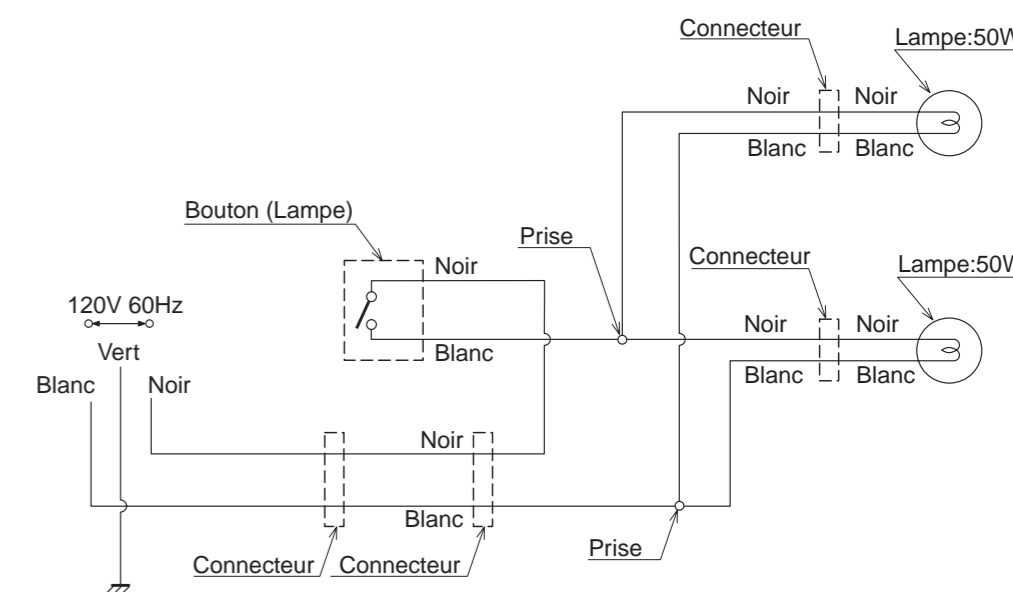 Connecteur
Lampe:50W
Noir
Noir
Blanc
Blanc
Bouton (Lampe)
Prise
Connecteur
Lampe:50W
Noir
120V 60Hz
Noir
Noir
Vert
Blanc
Blanc
Blanc
Blanc
Noir
Noir
Blanc
Connecteur
Connecteur
Prise